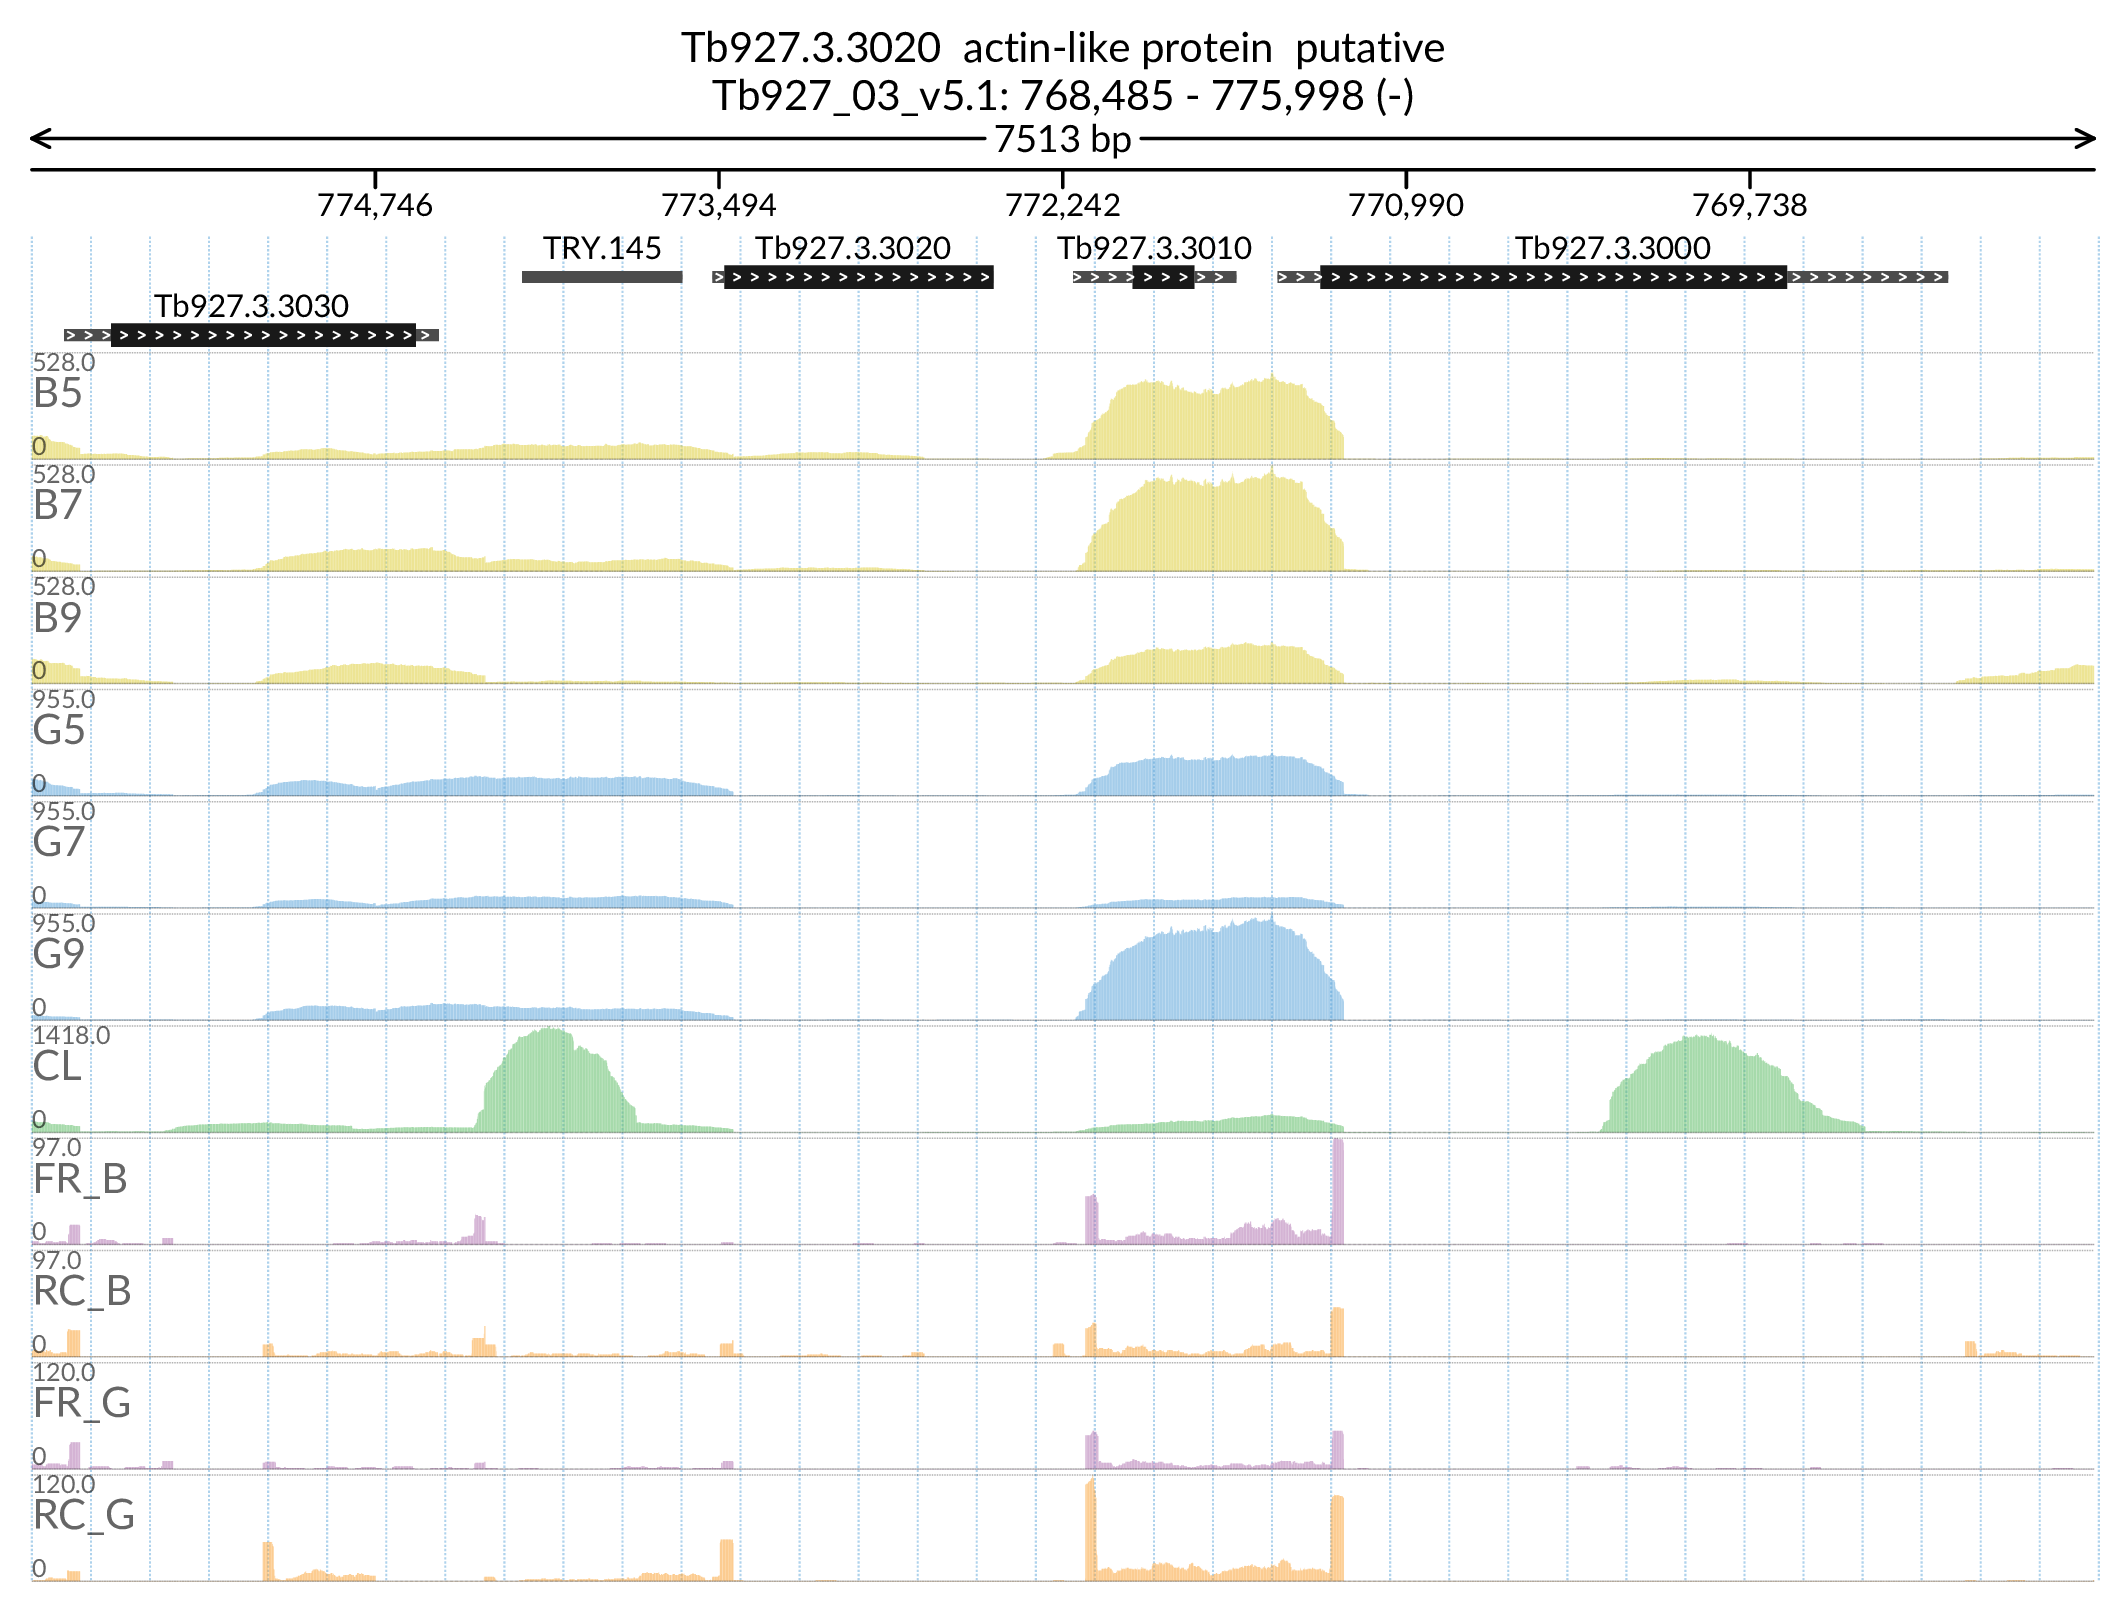 Tb927.3.3020  actin-like protein  putative
Tb927_03_v5.1: 768,485 - 775,998 (-)
7513 bp
774,746 773,494 772,242 770,990 769,738
TRY.145 Tb927.3.3020 Tb927.3.3010 Tb927.3.3000
Tb927.3.3030
528.0
B5
0
528.0
B7
0
528.0
B9
0
955.0
G5
0
955.0
G7
0
955.0
G9
0
1418.0
CL
0
97.0
FR_B
0
97.0
RC_B
0
120.0
FR_G
0
120.0
RC_G
0